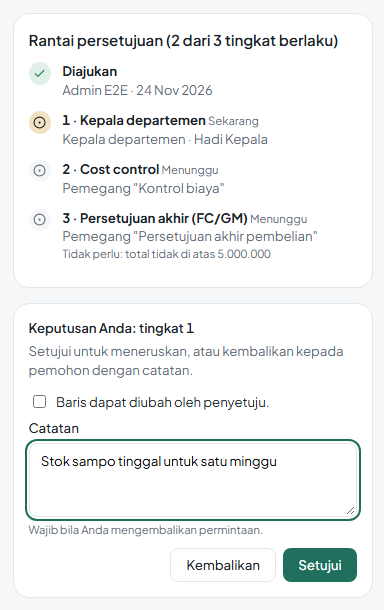 Rantai persetujuan (2 dari 3 tingkat berlaku)
Diajukan
Admin E2E · 24 Nov 2026
1 · Kepala departemen Sekarang
Kepala departemen · Hadi Kepala
2 · Cost control Menunggu
Pemegang "Kontrol biaya"
3 · Persetujuan akhir (FC/GM) Menunggu
Pemegang "Persetujuan akhir pembelian"
Tidak perlu: total tidak di atas 5.000.000
Keputusan Anda: tingkat 1
Setujui untuk meneruskan, atau kembalikan kepada
pemohon dengan catatan.
Baris dapat diubah oleh penyetuju.
Catatan
Stok sampo tinggal untuk satu minggu
Wajib bila Anda mengembalikan permintaan.
Kembalikan
Setujui